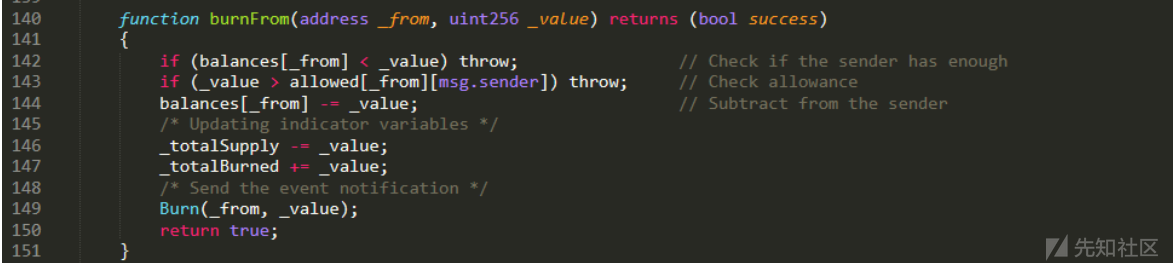 140 function burnFrom(address _from, uint256 _value) returns (bool success)
141 {
142 if (balances[_from] < _value) throw; // Check if the sender has enough
143 if (_value > allowed[_from][msg.sender]) throw; // Check allowance
144 balances[_from] -= _value; // Subtract from the sender
145 /* Updating indicator variables */
146 _totalSupply -= _value;
147 _totalBurned += _value;
148 /* Send the event notification */
149 Burn(_from, _value);
150 return true;
151 }
先知社区